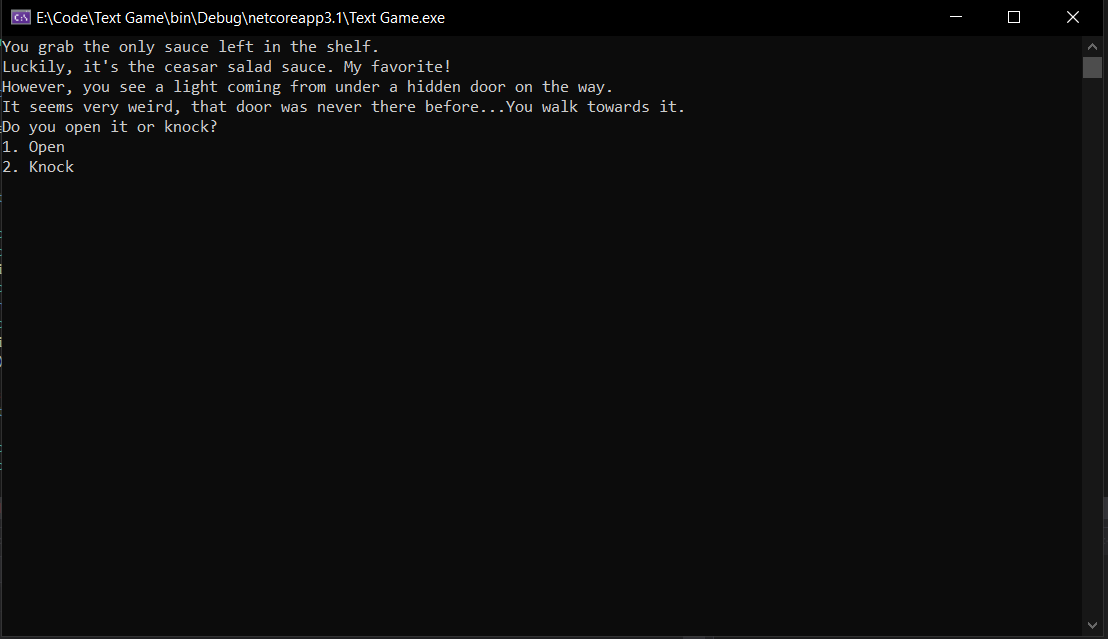 E:\Code\Text Game\bin\Debug\netcoreapp3.1\Text Game.exe
You grab the only sauce left in the shelf.
Luckily, it's the ceasar salad sauce. My favorite!
However, you see a light coming from under a hidden door on the way.
It seems very weird, that door was never there before...You walk towards it.
Do you open it or knock?
1. Open
2. Knock